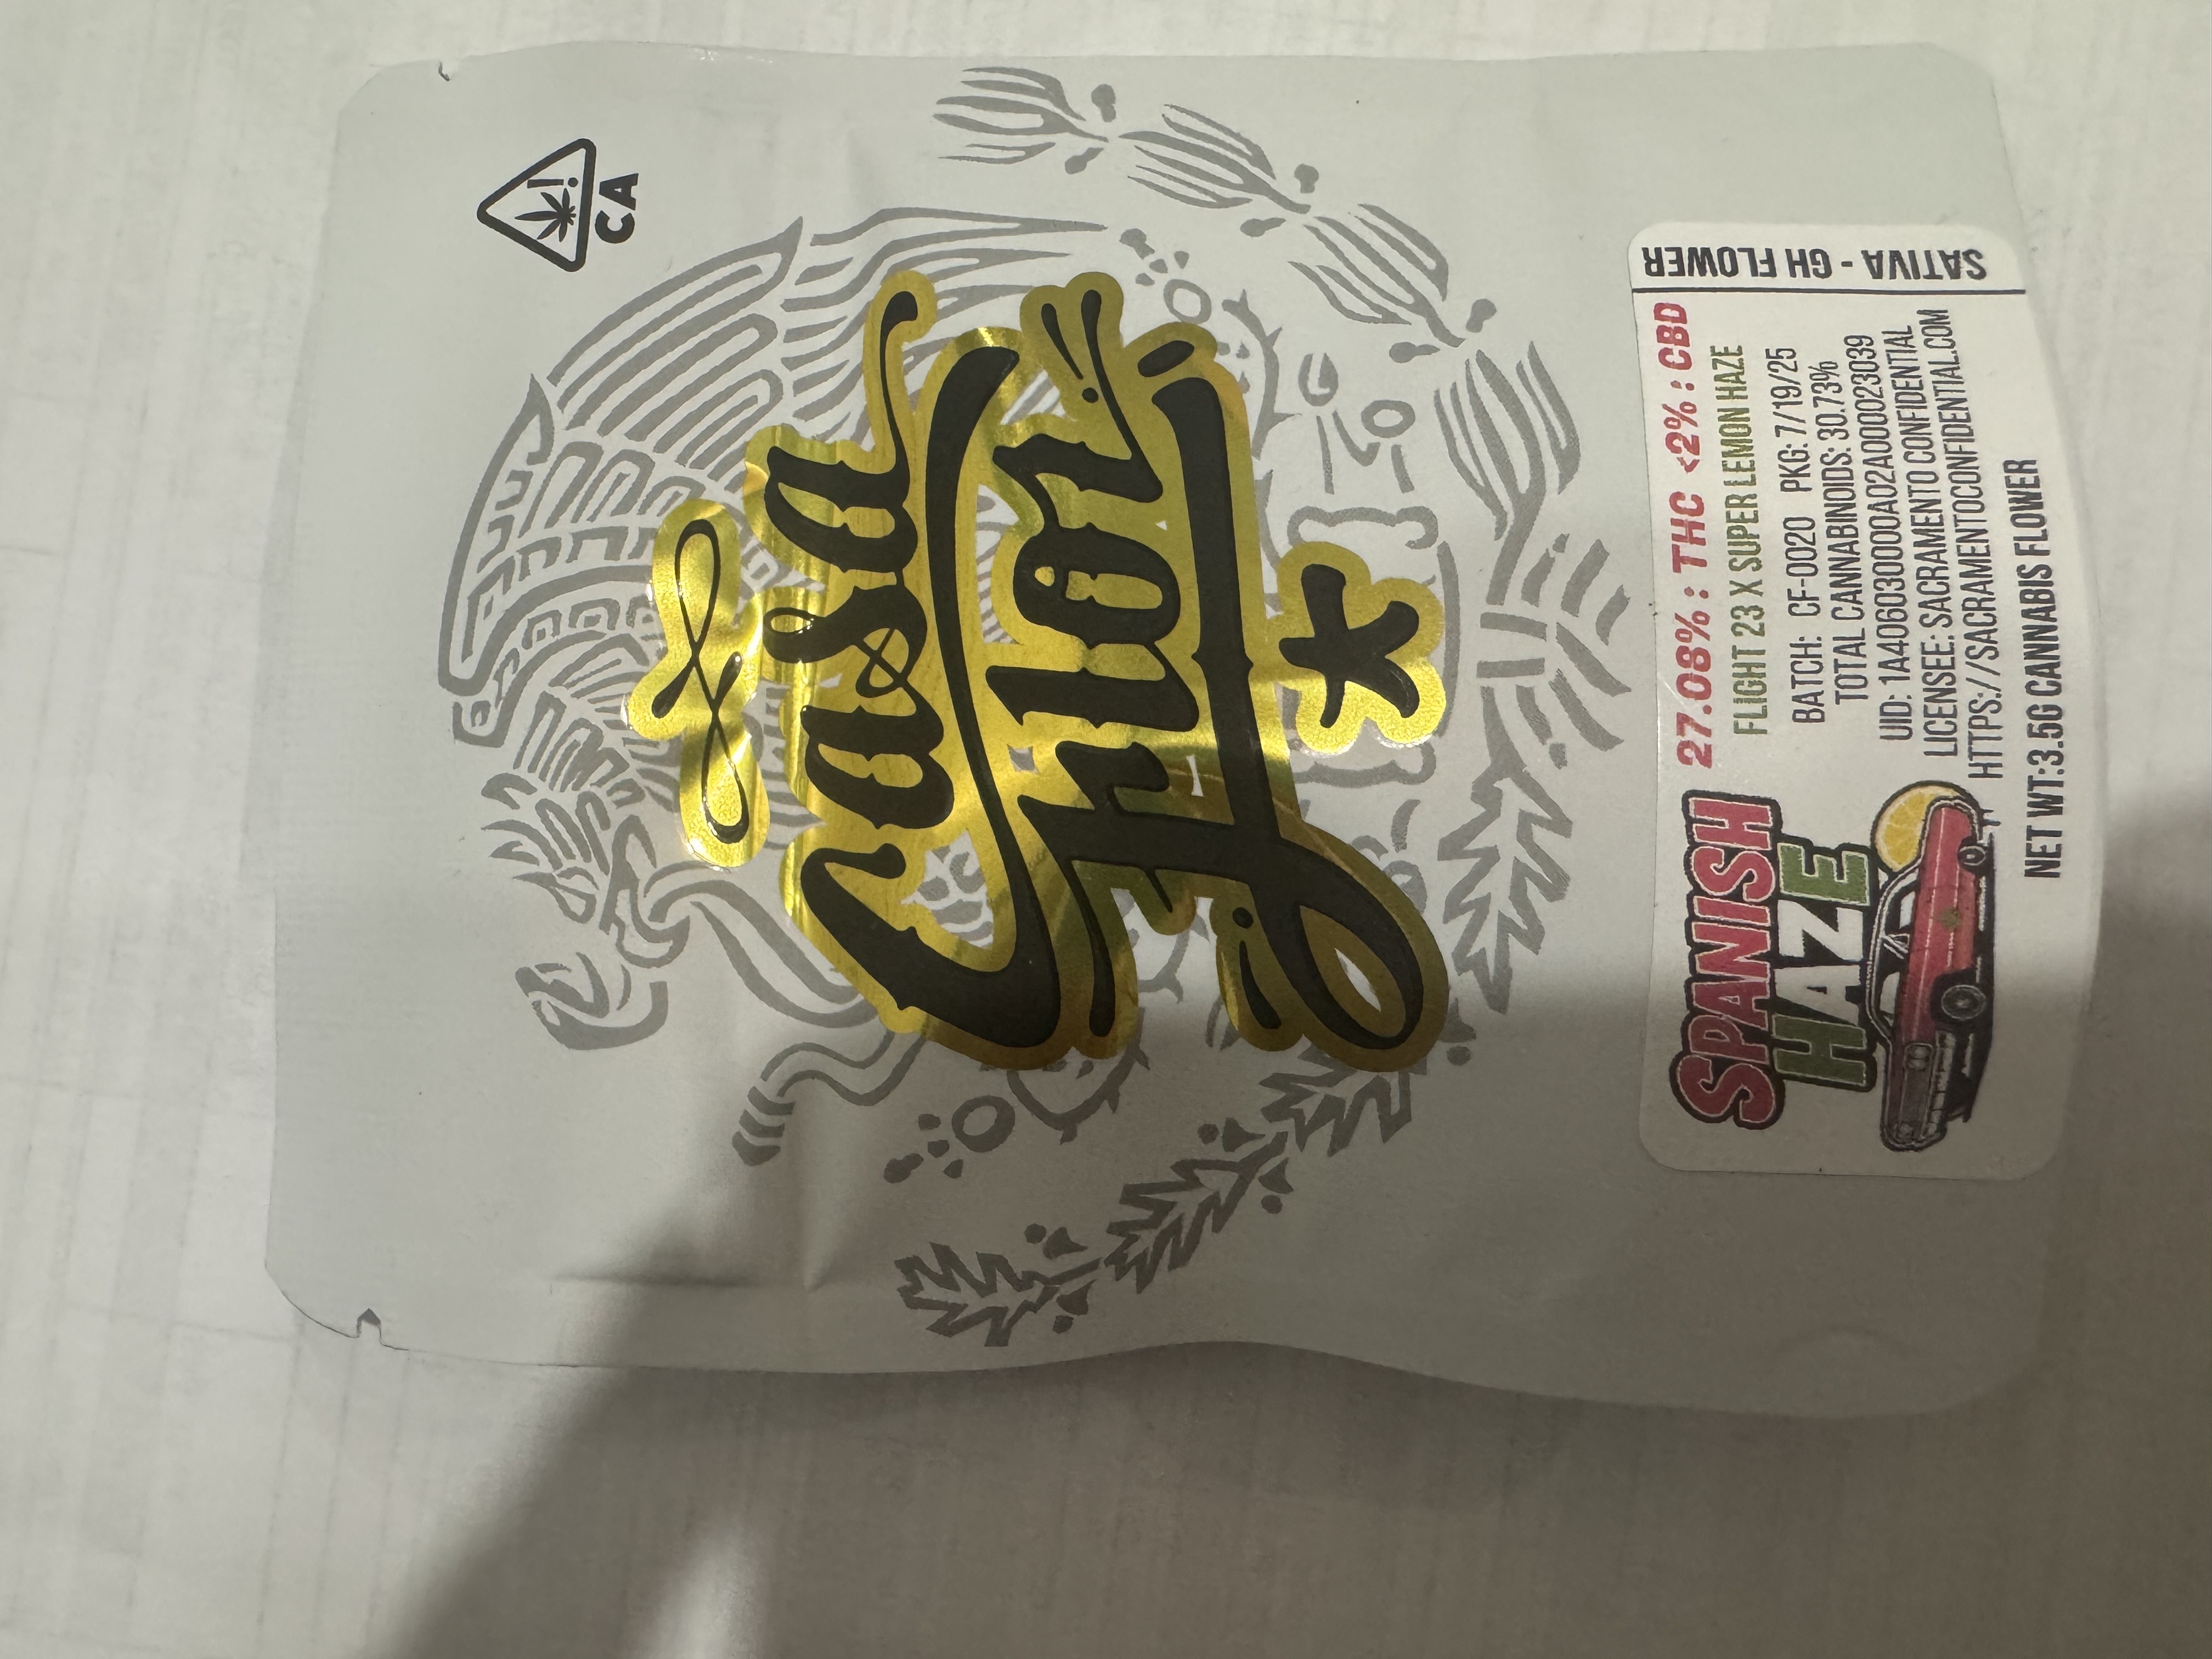 CA
Casa
Flor
SPANISH
HAZE
27.08% : THC <2% : CBD
FLIGHT 23 X SUPER LEMON HAZE
BATCH: CF-0020 PKG: 7/19/25
TOTAL CANNABINOIDS: 30.73%
UID: 1A406030000A02A000023039
LICENSEE: SACRAMENTO CONFIDENTIAL
HTTPS://SACRAMENTOCONFIDENTIAL.COM
NET WT:3.5G CANNABIS FLOWER
SATIVA - GH FLOWER